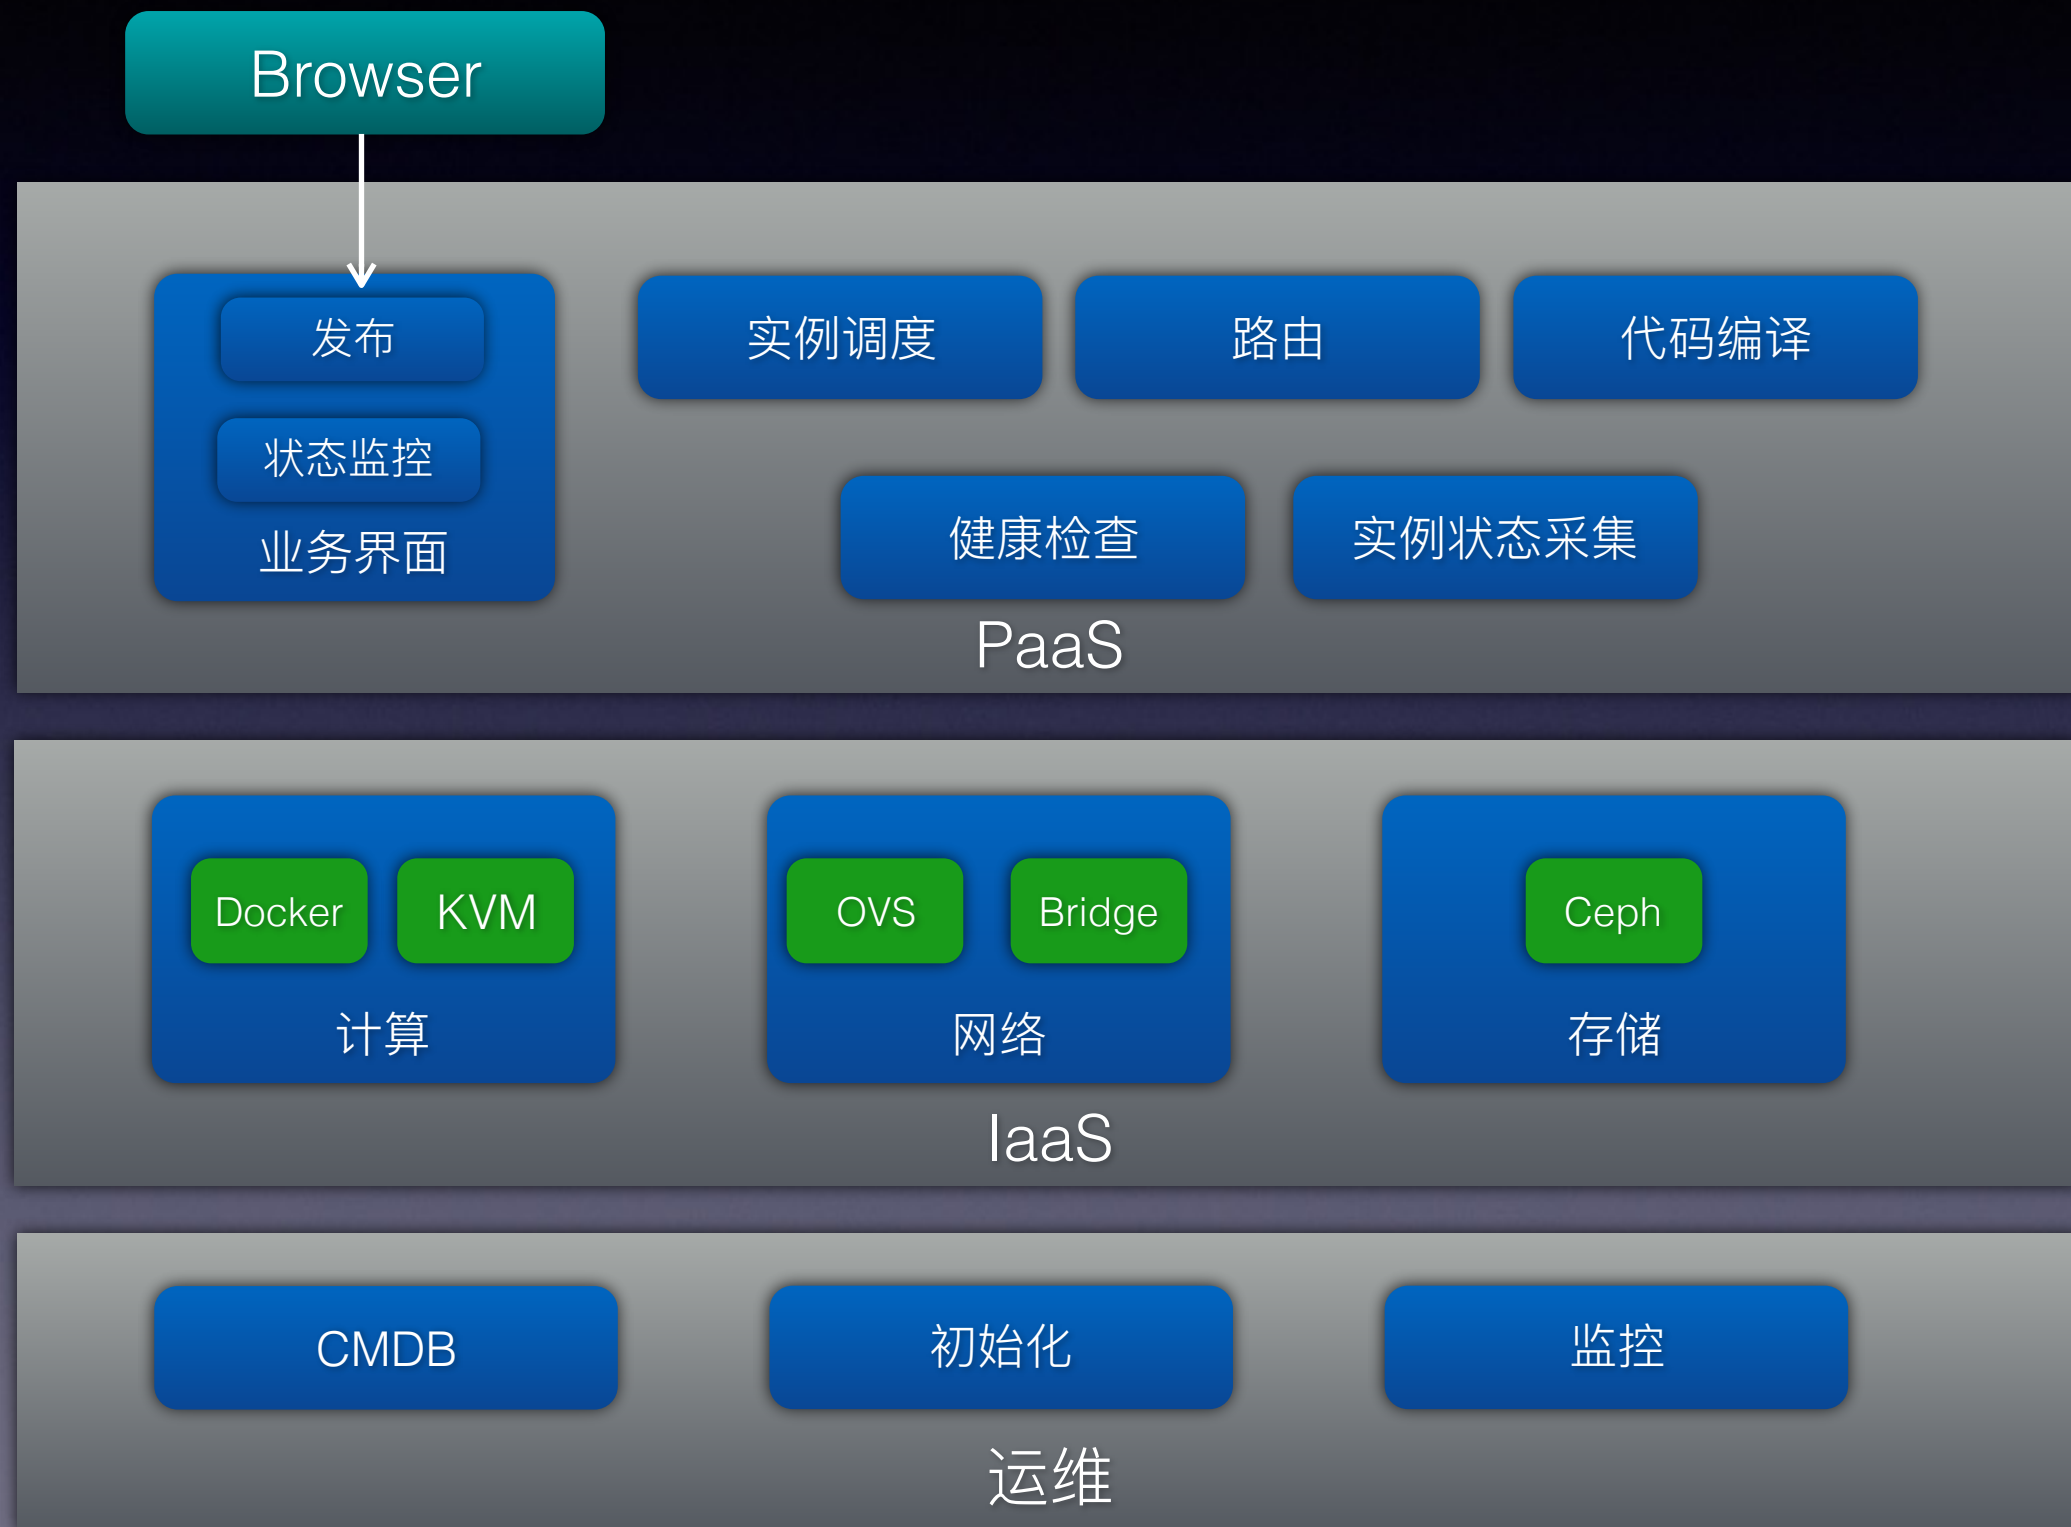 Browser
发布
状态监控
业务界面
实例调度
路由
代码编译
健康检查
实例状态采集
PaaS
Docker
KVM
计算
OVS
Bridge
网络
Ceph
存储
IaaS
CMDB
初始化
监控
运维